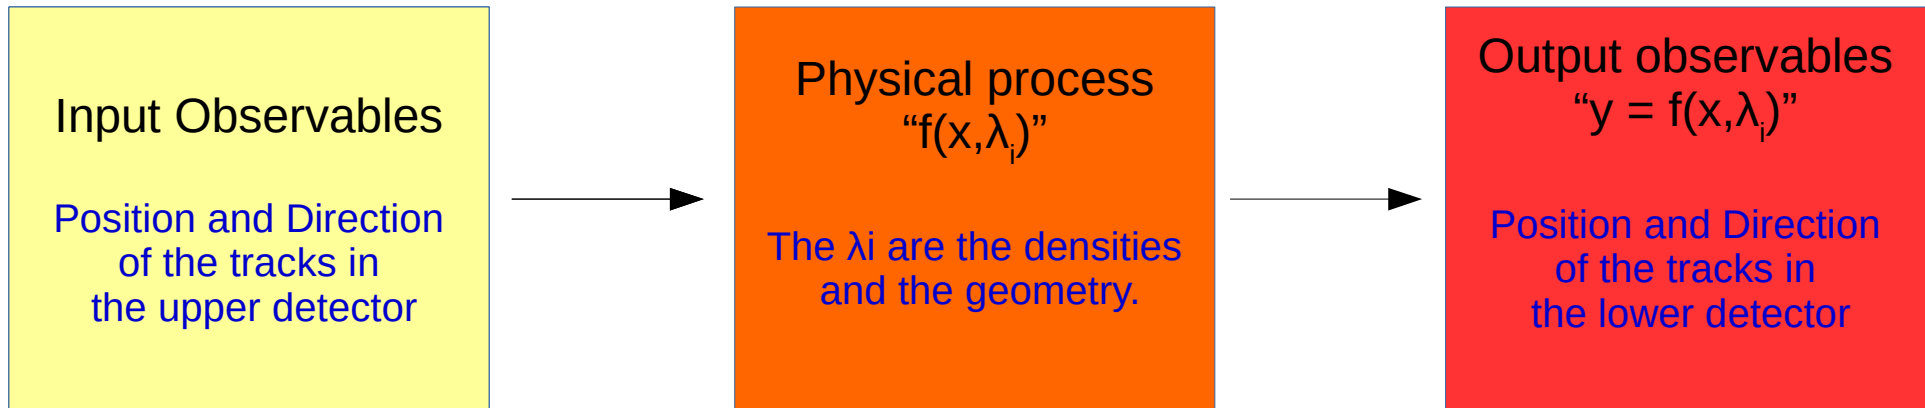 Input Observables
Position and Direction
of the tracks in
the upper detector
Physical process
“f(x,λi)”
The λi are the densities
and the geometry.
Output observables
“y = f(x,λi)”
Position and Direction
of the tracks in
the lower detector